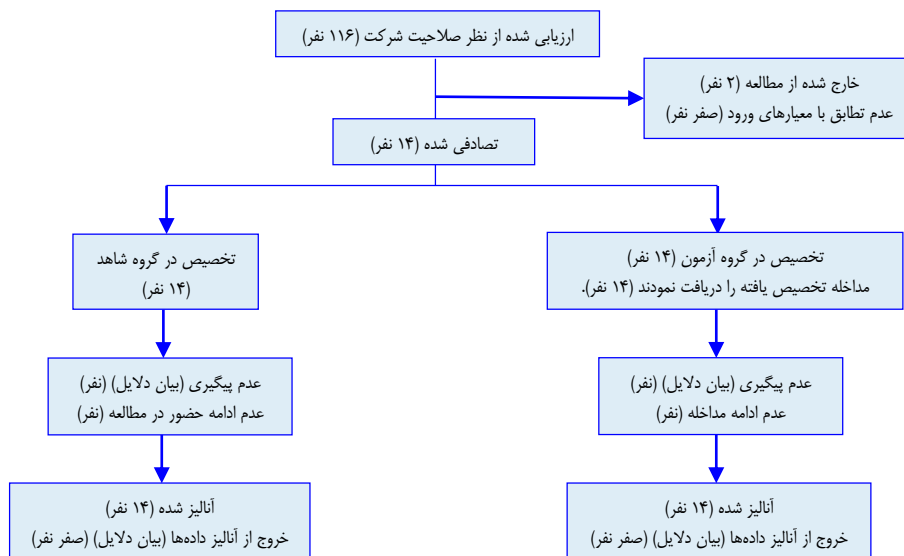 ارزیابی شده از نظر صلاحیت شرکت (۱۱۶ نفر)
خارج شده از مطالعه (۲ نفر)
عدم تطابق با معیارهای ورود (صفر نفر)
تصادفی شده (۱۴ نفر)
تخصیص در گروه آزمون (۱۴ نفر)
مداخله تخصیص یافته را دریافت نمودند (۱۴ نفر).
تخصیص در گروه شاهد
(۱۴ نفر)
عدم پیگیری (بیان دلایل) (نفر)
عدم ادامه مداخله (نفر)
عدم پیگیری (بیان دلایل) (نفر)
عدم ادامه حضور در مطالعه (نفر)
آنالیز شده (۱۴ نفر)
خروج از آنالیز داده‌ها (بیان دلایل) (صفر نفر)
آنالیز شده (۱۴ نفر)
خروج از آنالیز داده‌ها (بیان دلایل) (صفر نفر)